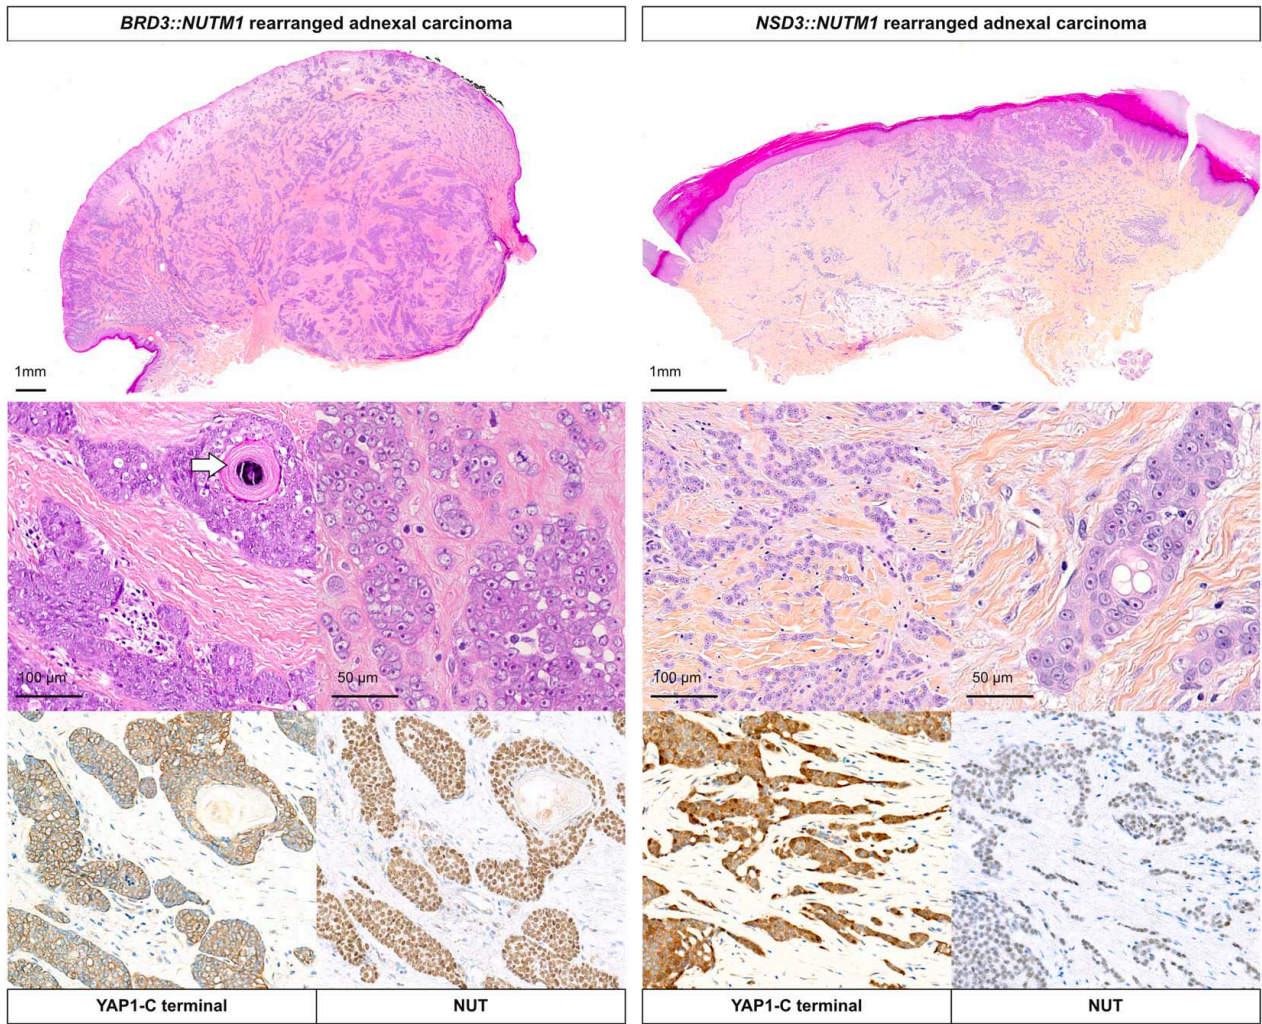 BRD3::NUTM1 rearranged adnexal carcinoma
NSD3::NUTM1 rearranged adnexal carcinoma
1mm
1mm
100 µm
50 µm
100 µm
50 µm
YAP1-C terminal
NUT
YAP1-C terminal
NUT